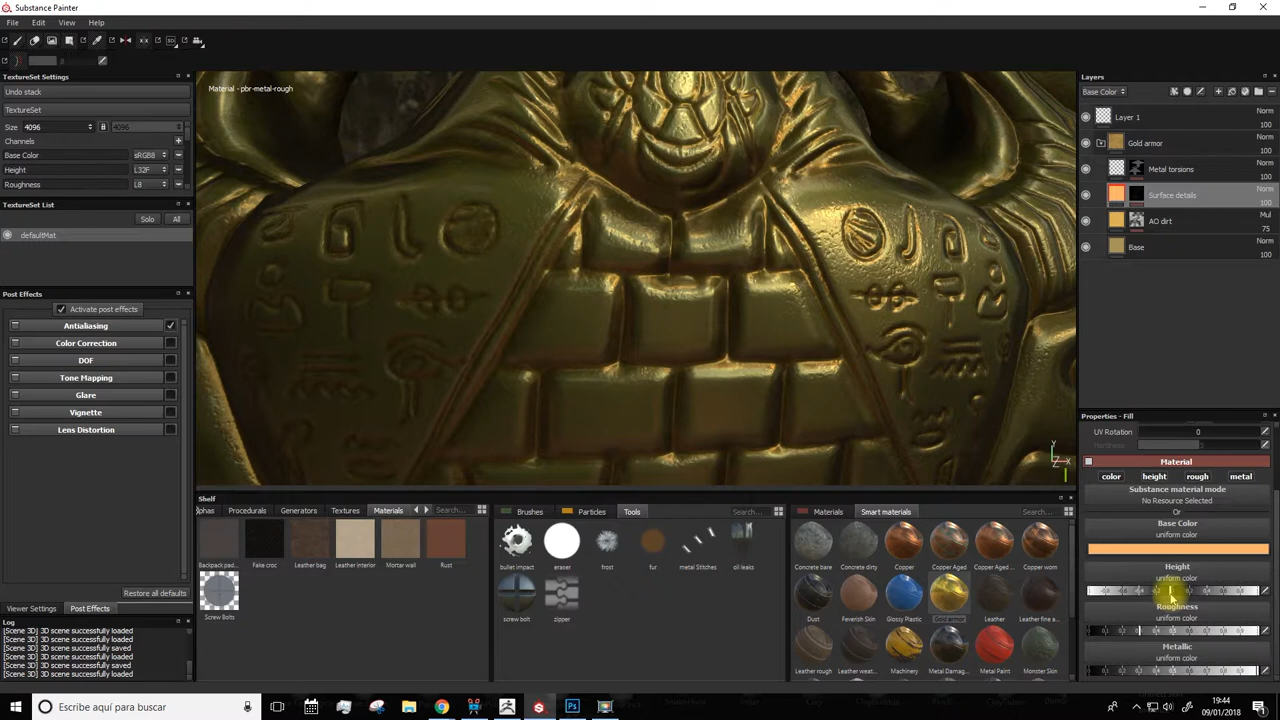 Substance Painter
File Edit View Help
TextureSet Settings
Undo stack
TextureSet
Size 4096 4096
Channels
Base Color sRGB8
Height L32F
Roughness L8
TextureSet List
Solo All
defaultMat
Post Effects
Activate post effects
Antialiasing
Color Correction
DOF
Tone Mapping
Glare
Vignette
Lens Distortion
Restore all defaults
Viewer Settings Post Effects
Log
[Scene 3D] 3D scene successfully loaded
[Scene 3D] 3D scene successfully loaded
[Scene 3D] 3D scene successfully loaded
[Scene 3D] 3D scene successfully saved
[Scene 3D] 3D scene successfully saved
[Scene 3D] 3D scene successfully loaded
Material - pbr-metal-rough
Y
Z X
Shelf
phas Procedurals Generators Textures Materials Search...
Backpack pad... Fake croc Leather bag Leather interior Mortar wall Rust
Screw Bolts
Brushes Particles Tools Search...
bullet impact eraser frost fur metal Stitches oil leaks
screw bolt zipper
Materials Smart materials Search...
Concrete bare Concrete dirty Copper Copper Aged Copper Aged ... Copper worn
Dust Feverish Skin Glossy Plastic Gold armor Leather Leather fine a...
Leather rough Leather weat... Machinery Metal Damag... Metal Paint Monster Skin
Layers
Base Color
Layer 1 Norm 100
Gold armor Norm 100
Metal torsions Norm 100
Surface details Norm 100
AO dirt Mul 75
Base Norm 100
Properties - Fill
UV Rotation 0
Material
color height rough metal
Substance material mode
No Resource Selected
Or
Base Color
uniform color
Height
uniform color
Roughness
uniform color
Metallic
uniform color
Escribe aquí para buscar
19:44
09/01/2018